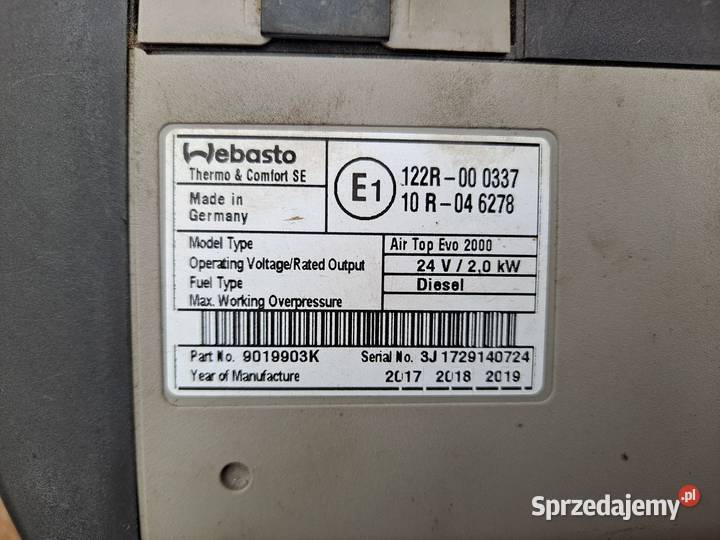 Webasto
Thermo & Comfort SE
Made in
Germany
E1
122R-00 0337
10 R-04 6278
Model Type Air Top Evo 2000
Operating Voltage/Rated Output 24 V / 2,0 kW
Fuel Type Diesel
Max. Working Overpressure
Part No. 9019903K Serial No. 3J1729140724
Year of Manufacture 2017 2018 2019
Sprzedajemy.pl